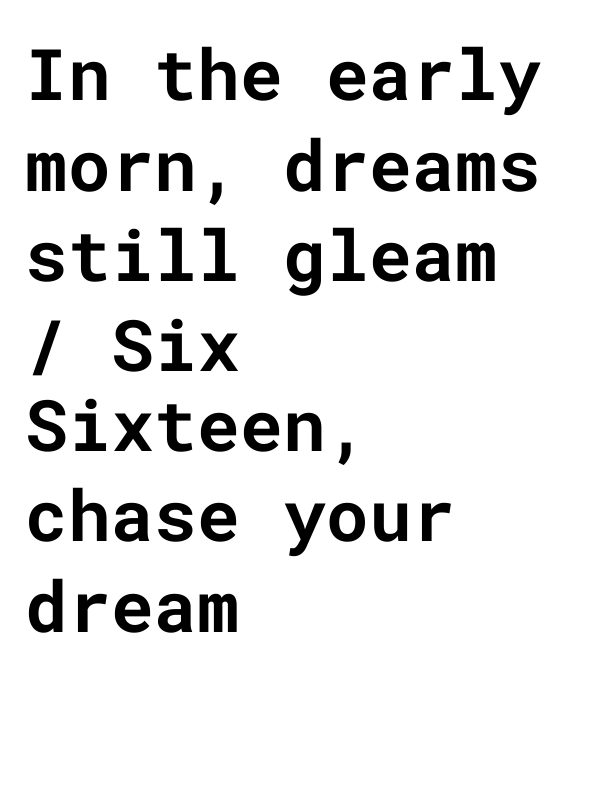 In the early
morn, dreams
still gleam
/ Six
Sixteen,
chase your
dream